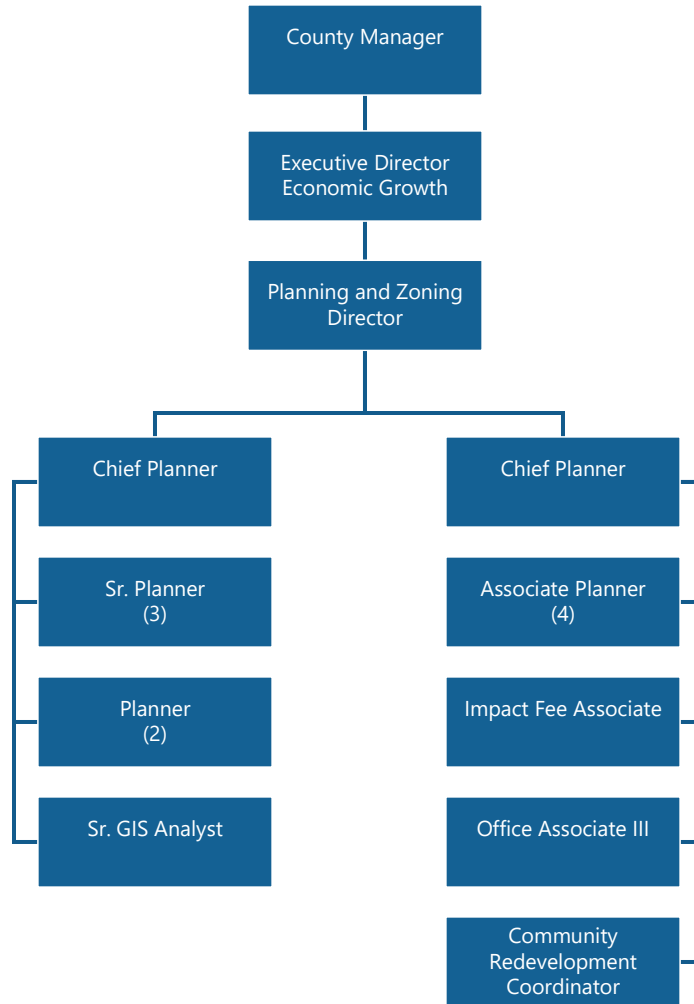 County Manager
Executive Director
Economic Growth
Planning and Zoning
Director
Chief Planner
Sr. Planner
(3)
Planner
(2)
Sr. GIS Analyst
Chief Planner
Associate Planner
(4)
Impact Fee Associate
Office Associate III
Community
Redevelopment
Coordinator